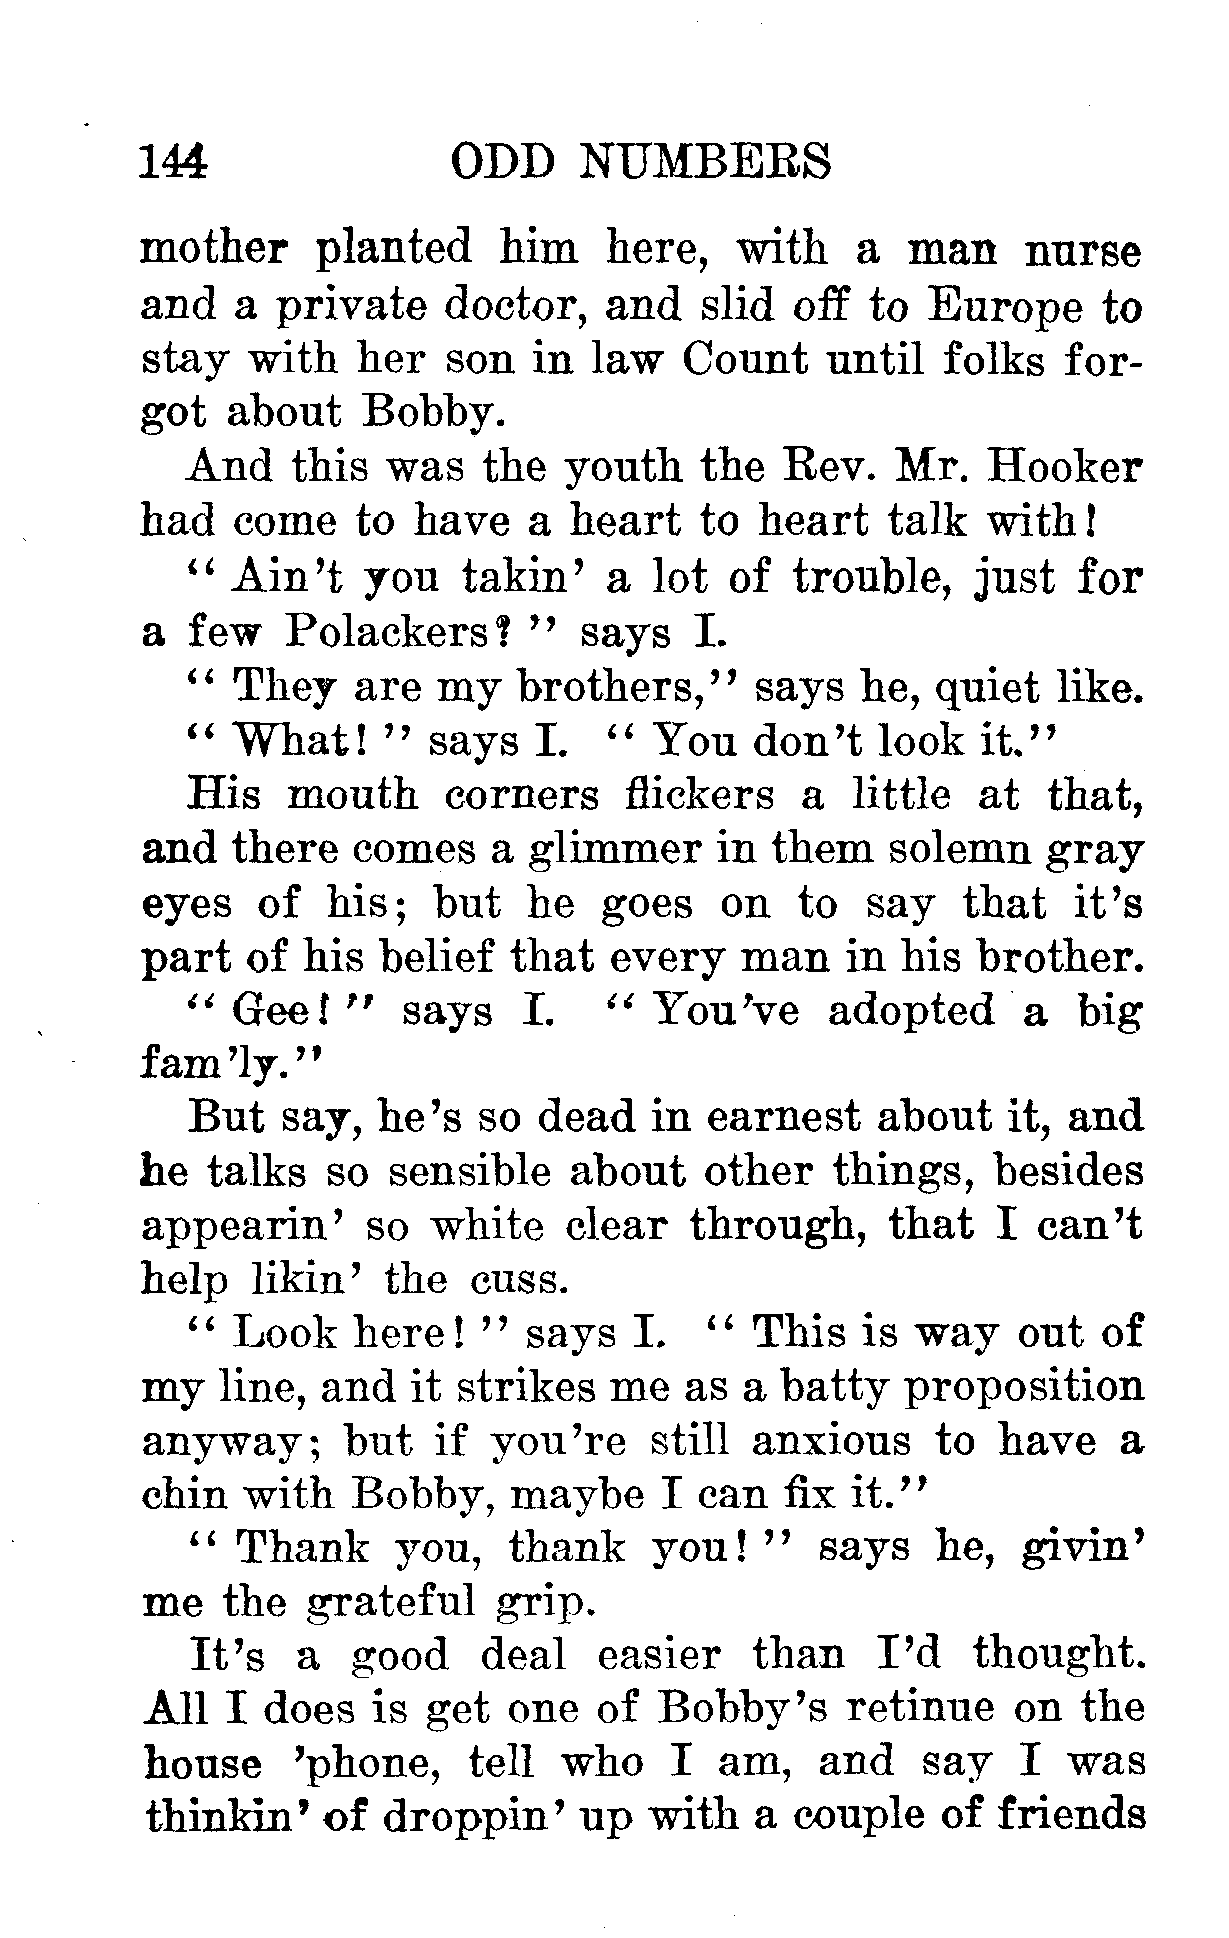 144 ODD NUMBERS
mother planted him here, with a man nurse
and a private doctor, and slid off to Europe to
stay with her son in law Count until folks for-
got about Bobby.
And this was the youth the Rev. Mr. Hooker
had come to have a heart to heart talk with!
“ Ain’t you takin’ a lot of trouble, just for
a few Polackers? ” says I.
“ They are my brothers,” says he, quiet like.
“ What! ” says I. “ You don’t look it.”
His mouth corners flickers a little at that,
and there comes a glimmer in them solemn gray
eyes of his; but he goes on to say that it’s
part of his belief that every man in his brother.
“ Gee! ” says I. “ You’ve adopted a big
fam’ly.”
But say, he’s so dead in earnest about it, and
he talks so sensible about other things, besides
appearin’ so white clear through, that I can’t
help likin’ the cuss.
“ Look here! ” says I. “ This is way out of
my line, and it strikes me as a batty proposition
anyway; but if you’re still anxious to have a
chin with Bobby, maybe I can fix it.”
“ Thank you, thank you! ” says he, givin’
me the grateful grip.
It’s a good deal easier than I’d thought.
All I does is get one of Bobby’s retinue on the
house ’phone, tell who I am, and say I was
thinkin’ of droppin’ up with a couple of friends